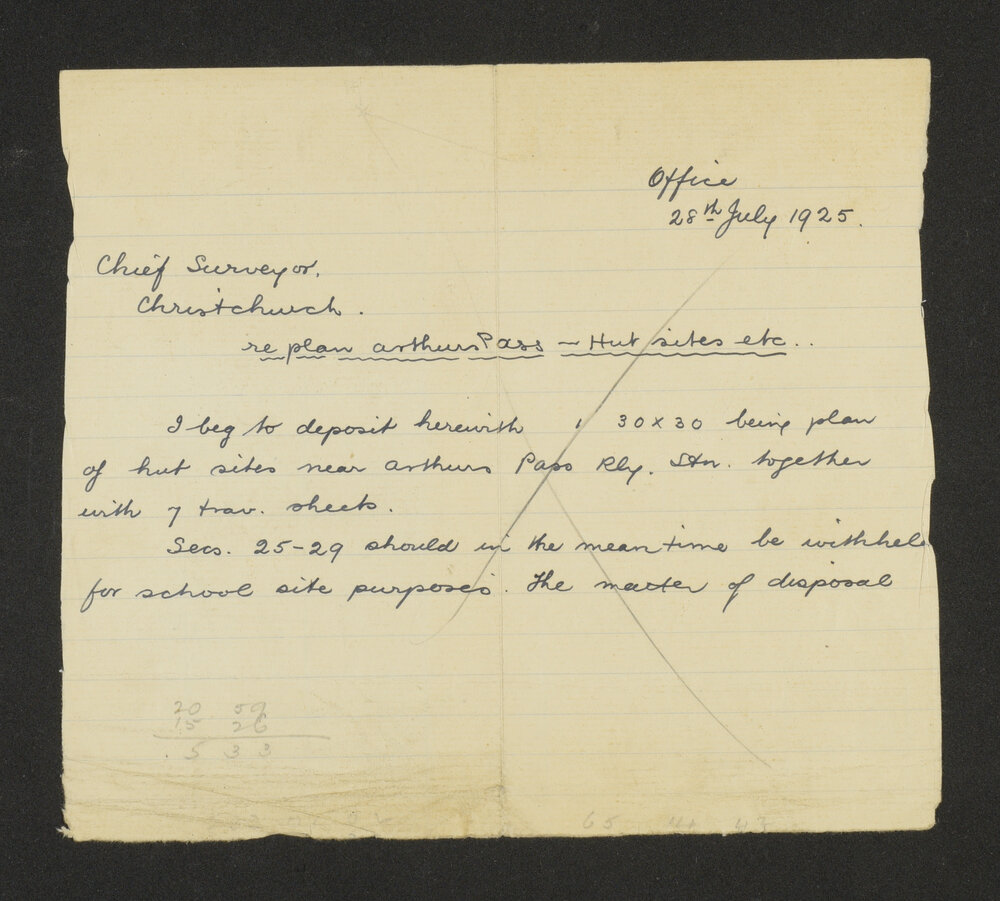 Office
28th July 1925.
Chief Surveyor.
Christchurch.
re plan arthurs Pass - Hut sites etc..
I beg to deposit herewith 1 30x30 being plan
of hut sites near arthurs Pass Rly. Stn. together
with 7 trav. sheets.
Secs. 25-29 should in the mean time be withhel
for school site purposes. The matter of disposal
20 59
15 26
5 33
65 44